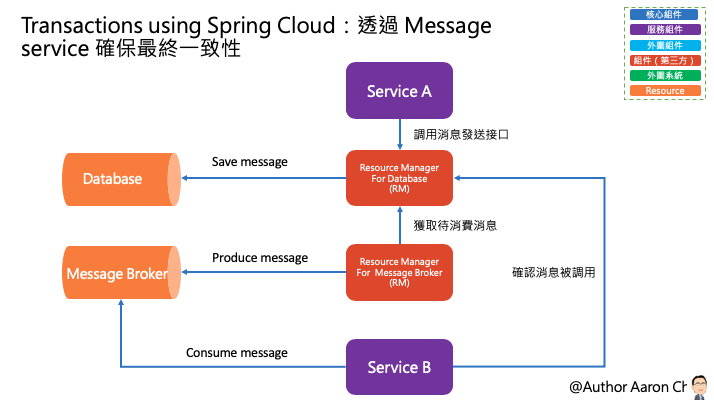 Transactions using Spring Cloud：透過 Message
service 確保最終一致性
核心組件
服務組件
外圍組件
組件（第三方）
外圍系統
Resource
Service A
調用消息發送接口
Save message
Database
Resource Manager
For Database
(RM)
獲取待消費消息
Produce message
Message Broker
Resource Manager
For Message Broker
(RM)
確認消息被調用
Consume message
Service B
@Author Aaron Ch